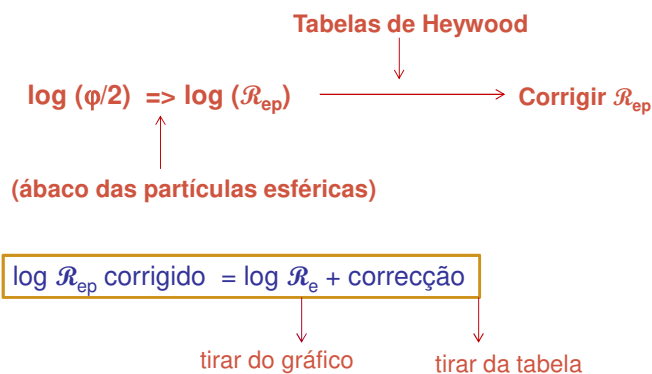 Tabelas de Heywood
log (φ/2) => log (ℛep) Corrigir ℛep
(ábaco das partículas esféricas)
log ℛep corrigido = log ℛe + correcção
tirar do gráfico tirar da tabela